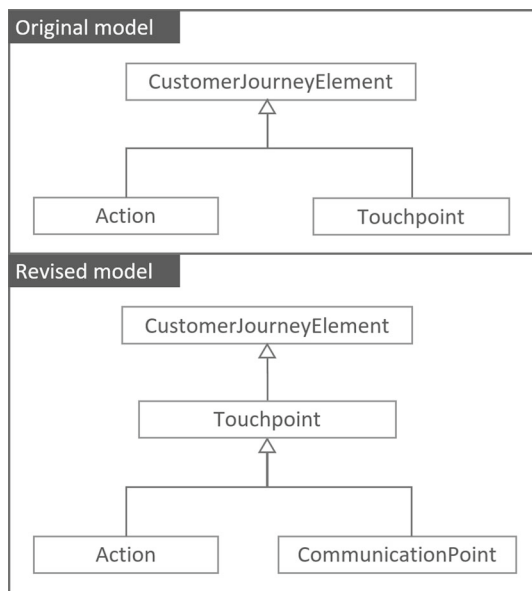 Original model
CustomerJourneyElement
Action
Touchpoint
Revised model
CustomerJourneyElement
Touchpoint
Action
CommunicationPoint